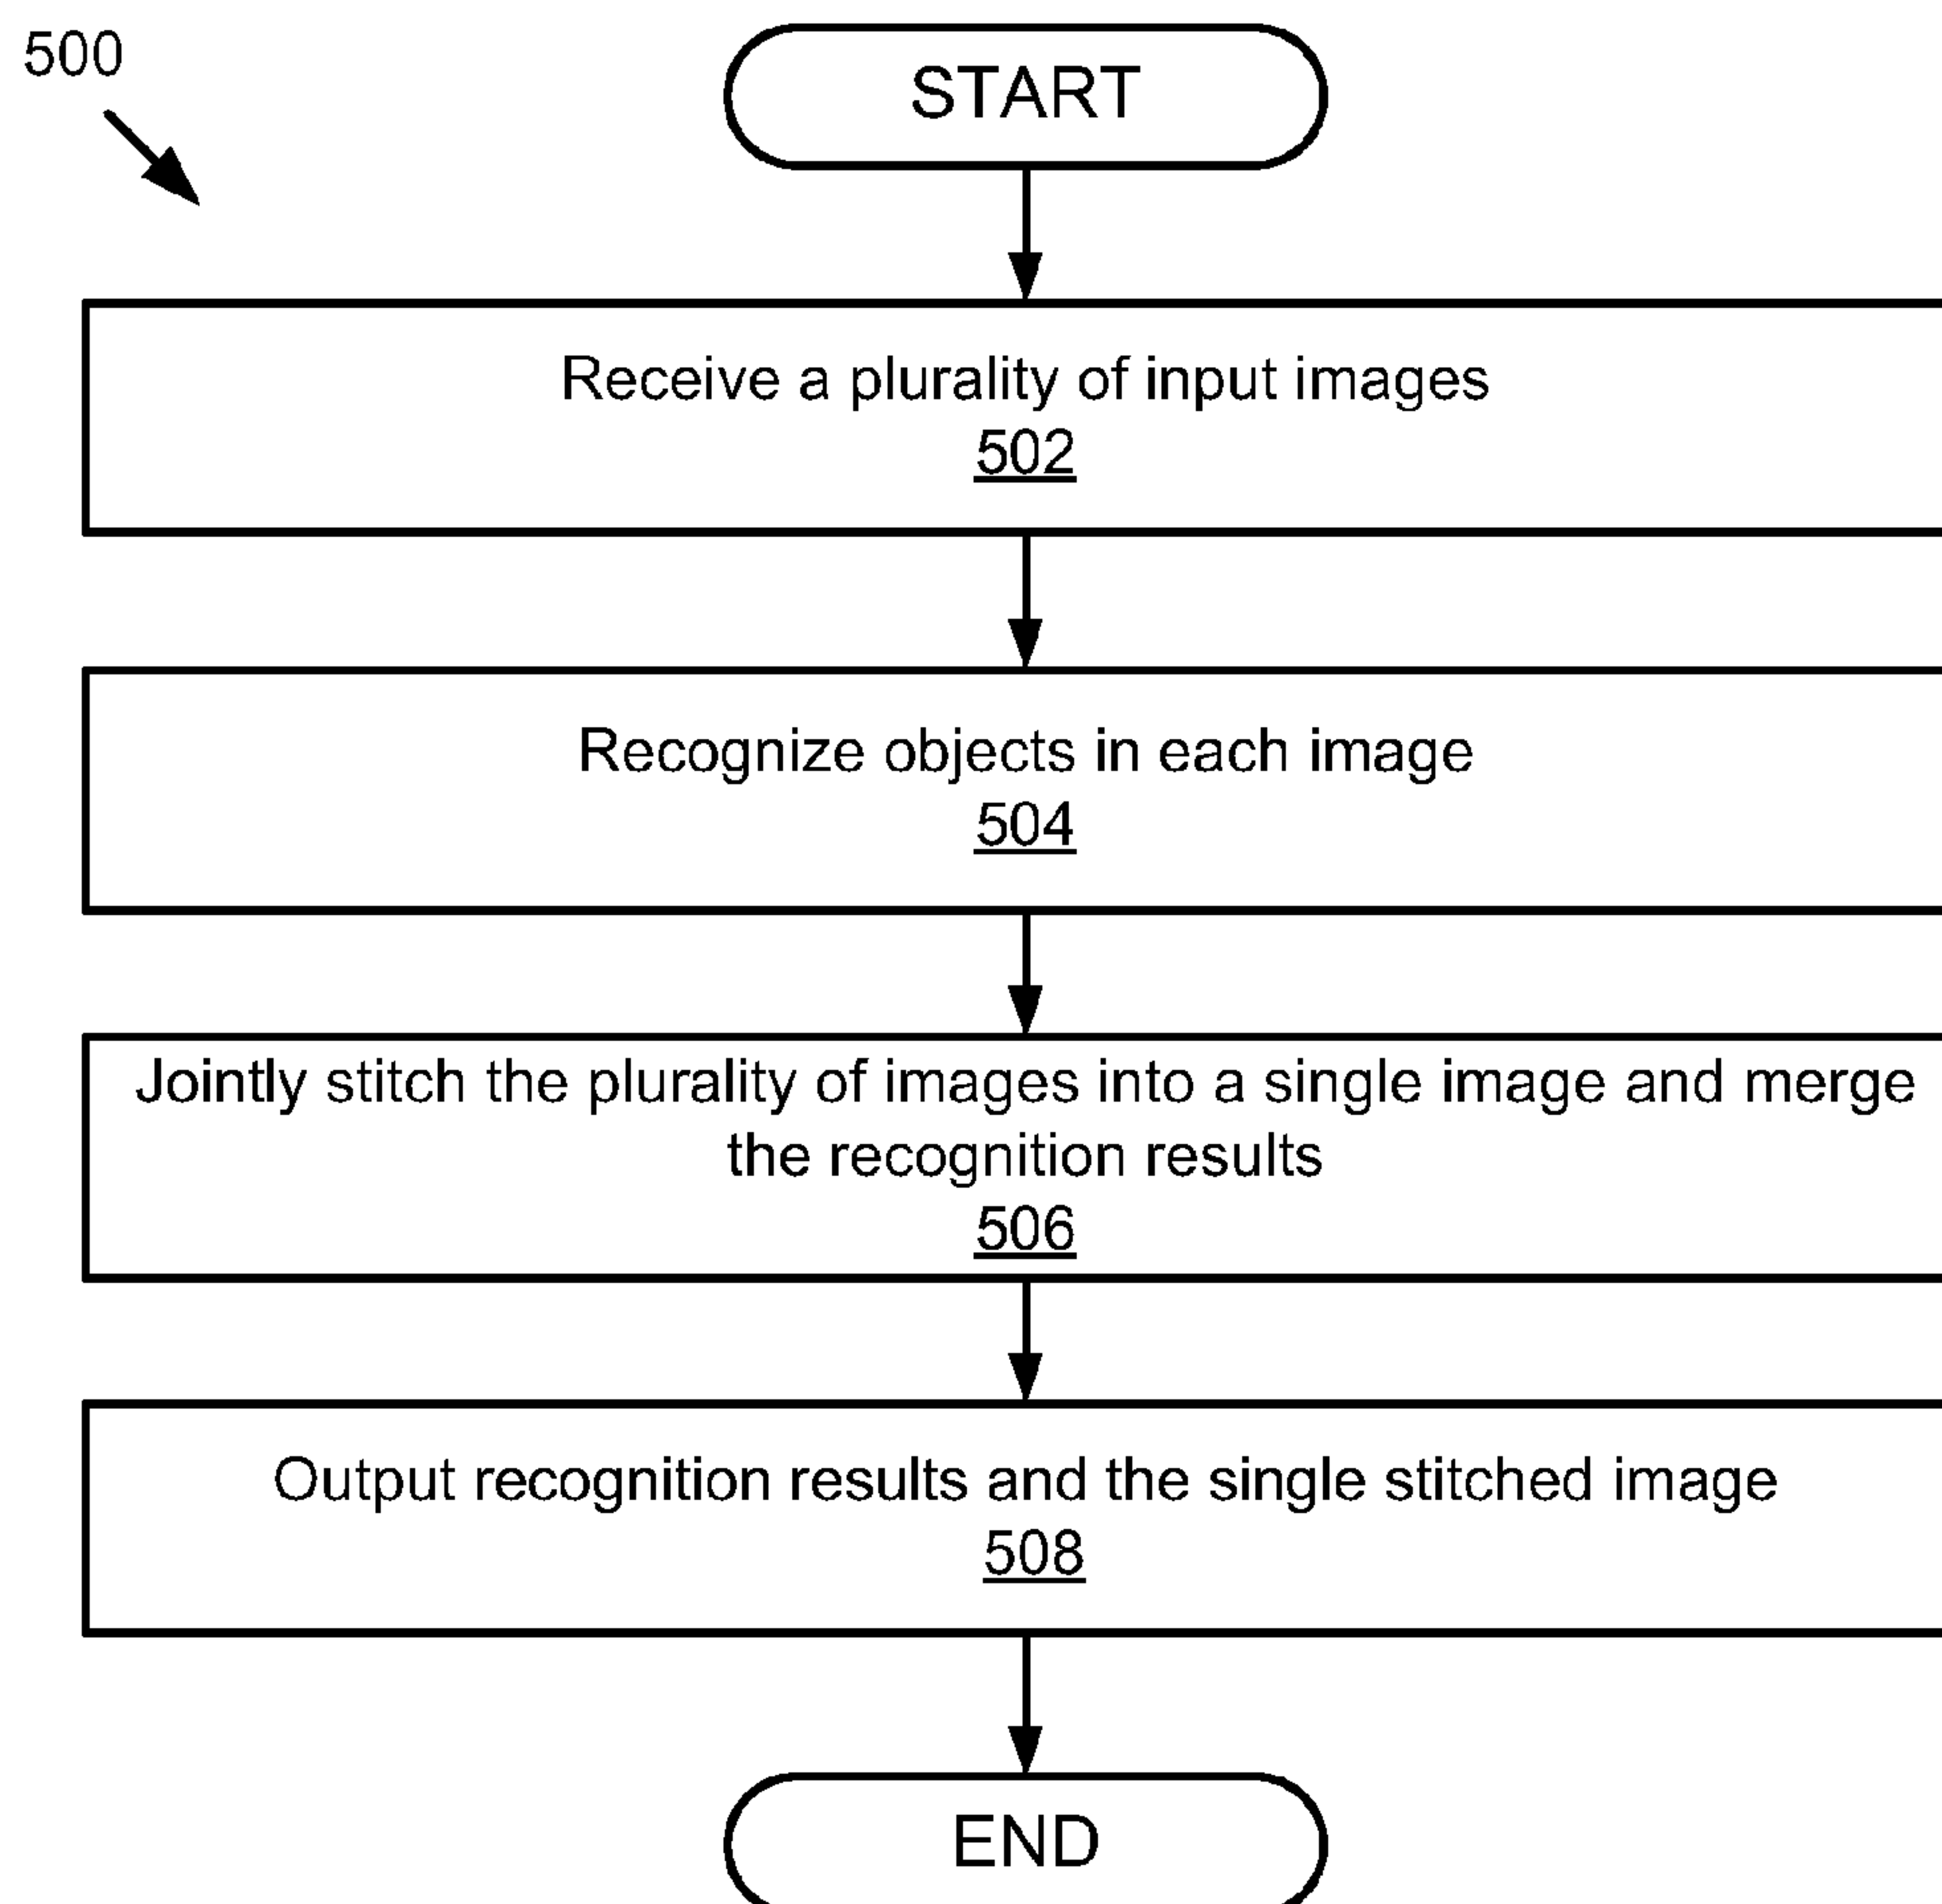 500
START
Receive a plurality of input images
502
Recognize objects in each image
504
Jointly stitch the plurality of images into a single image and merge
the recognition results
506
Output recognition results and the single stitched image
508
END